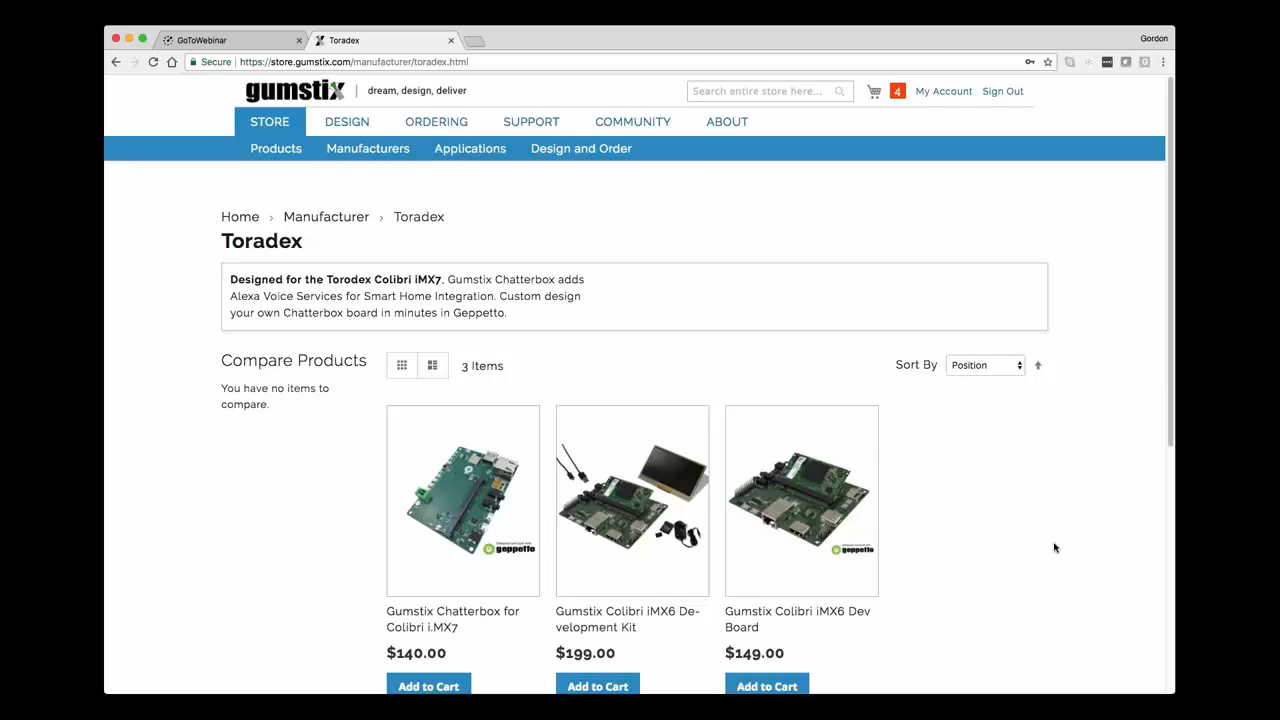 GoToWebinar
Toradex
Gordon
Secure
https://store.gumstix.com/manufacturer/toradex.html
gumstix
dream, design, deliver
Search entire store here...
4
My Account
Sign Out
STORE
DESIGN
ORDERING
SUPPORT
COMMUNITY
ABOUT
Products
Manufacturers
Applications
Design and Order
Home › Manufacturer › Toradex
Toradex
Designed for the Torodex Colibri iMX7, Gumstix Chatterbox adds
Alexa Voice Services for Smart Home Integration. Custom design
your own Chatterbox board in minutes in Geppetto.
Compare Products
You have no items to
compare.
3 Items
Sort By
Position
geppetto
geppetto
Gumstix Chatterbox for
Colibri i.MX7
$140.00
Add to Cart
Gumstix Colibri iMX6 De-
velopment Kit
$199.00
Add to Cart
Gumstix Colibri iMX6 Dev
Board
$149.00
Add to Cart